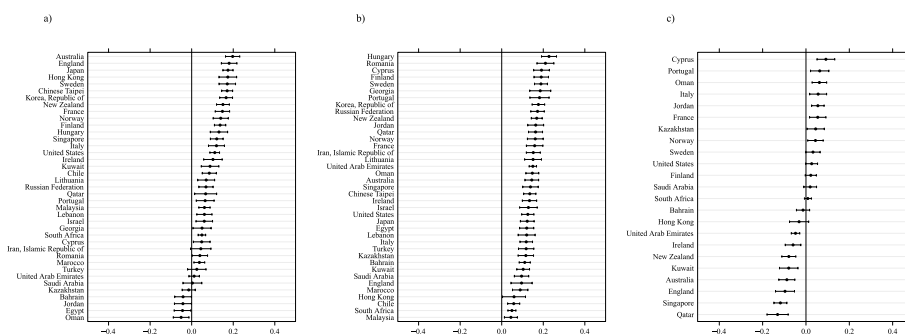 a)
Australia
England
Japan
Hong Kong
Sweden
Chinese Taipei
Korea, Republic of
New Zealand
France
Norway
Finland
Hungary
Singapore
Italy
United States
Ireland
Kuwait
Chile
Lithuania
Russian Federation
Qatar
Portugal
Malaysia
Lebanon
Israel
Georgia
South Africa
Cyprus
Iran, Islamic Republic of
Romania
Marocco
Turkey
United Arab Emirates
Saudi Arabia
Kazakhstan
Bahrain
Jordan
Egypt
Oman
−0.4 −0.2 0.0 0.2 0.4
b)
Hungary
Romania
Cyprus
Finland
Sweden
Georgia
Portugal
Korea, Republic of
Russian Federation
New Zealand
Jordan
Qatar
Norway
France
Iran, Islamic Republic of
Lithuania
United Arab Emirates
Oman
Australia
Singapore
Chinese Taipei
Ireland
Israel
United States
Japan
Egypt
Lebanon
Italy
Turkey
Kazakhstan
Bahrain
Kuwait
Saudi Arabia
England
Marocco
Hong Kong
Chile
South Africa
Malaysia
−0.4 −0.2 0.0 0.2 0.4
c)
Cyprus
Portugal
Oman
Italy
Jordan
France
Kazakhstan
Norway
Sweden
United States
Finland
Saudi Arabia
South Africa
Bahrain
Hong Kong
United Arab Emirates
Ireland
New Zealand
Kuwait
Australia
England
Singapore
Qatar
−0.4 −0.2 0.0 0.2 0.4